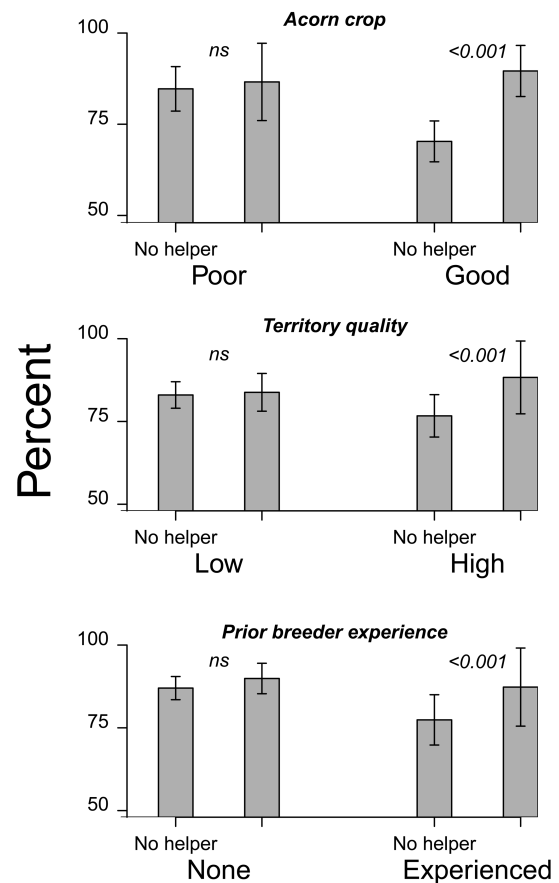 Acorn crop
100
75
50
ns
<0.001
No helper
No helper
Poor
Good
Percent
Territory quality
100
75
50
ns
<0.001
No helper
No helper
Low
High
Prior breeder experience
100
75
50
ns
<0.001
No helper
No helper
None
Experienced